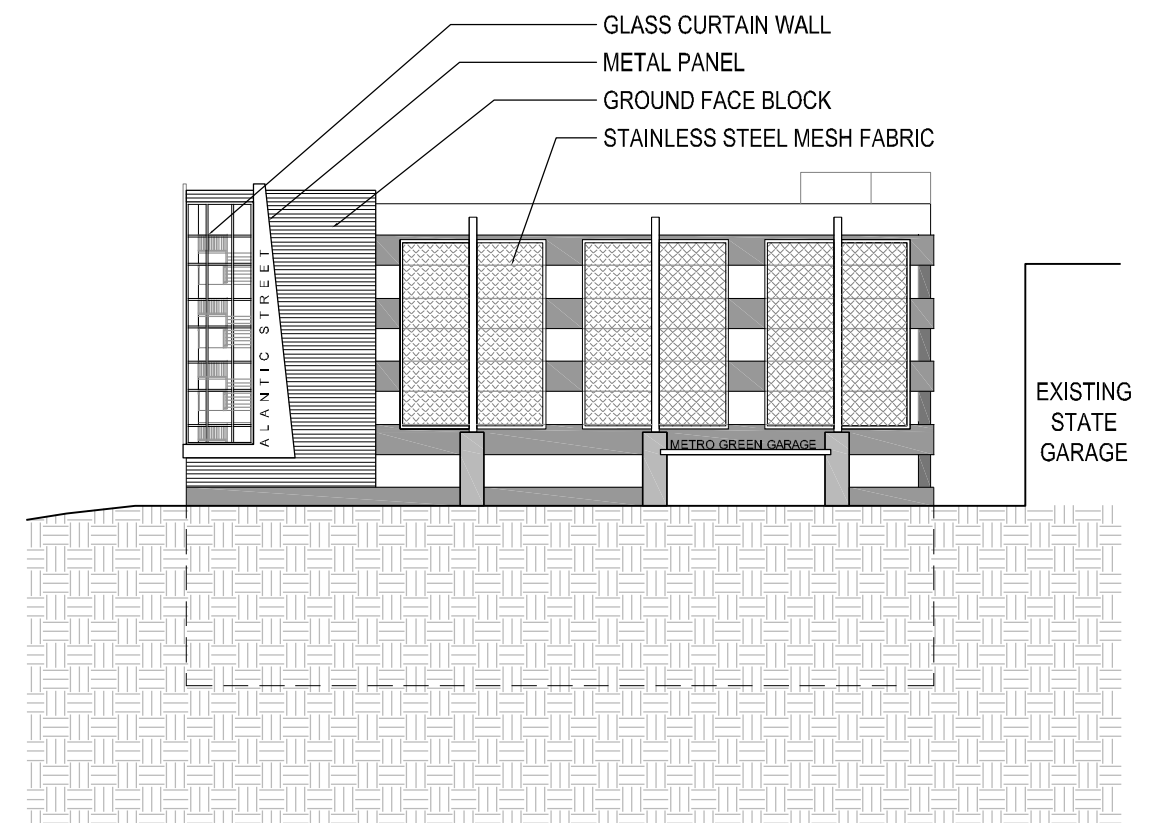 GLASS CURTAIN WALL
METAL PANEL
GROUND FACE BLOCK
STAINLESS STEEL MESH FABRIC
ALANTIC STREET
METRO GREEN GARAGE
EXISTING
STATE
GARAGE